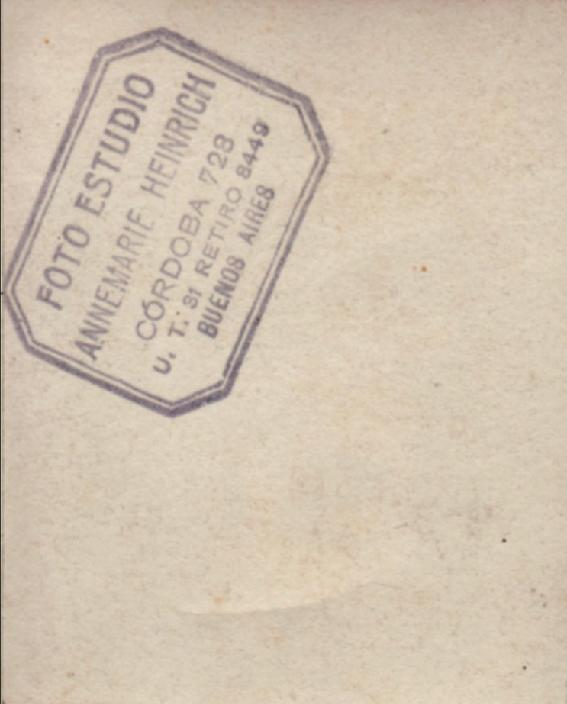 FOTO ESTUDIO
ANNEMARIE HEINRICH
CÓRDOBA 728
U. T. 31 RETIRO 8449
BUENOS AIRES